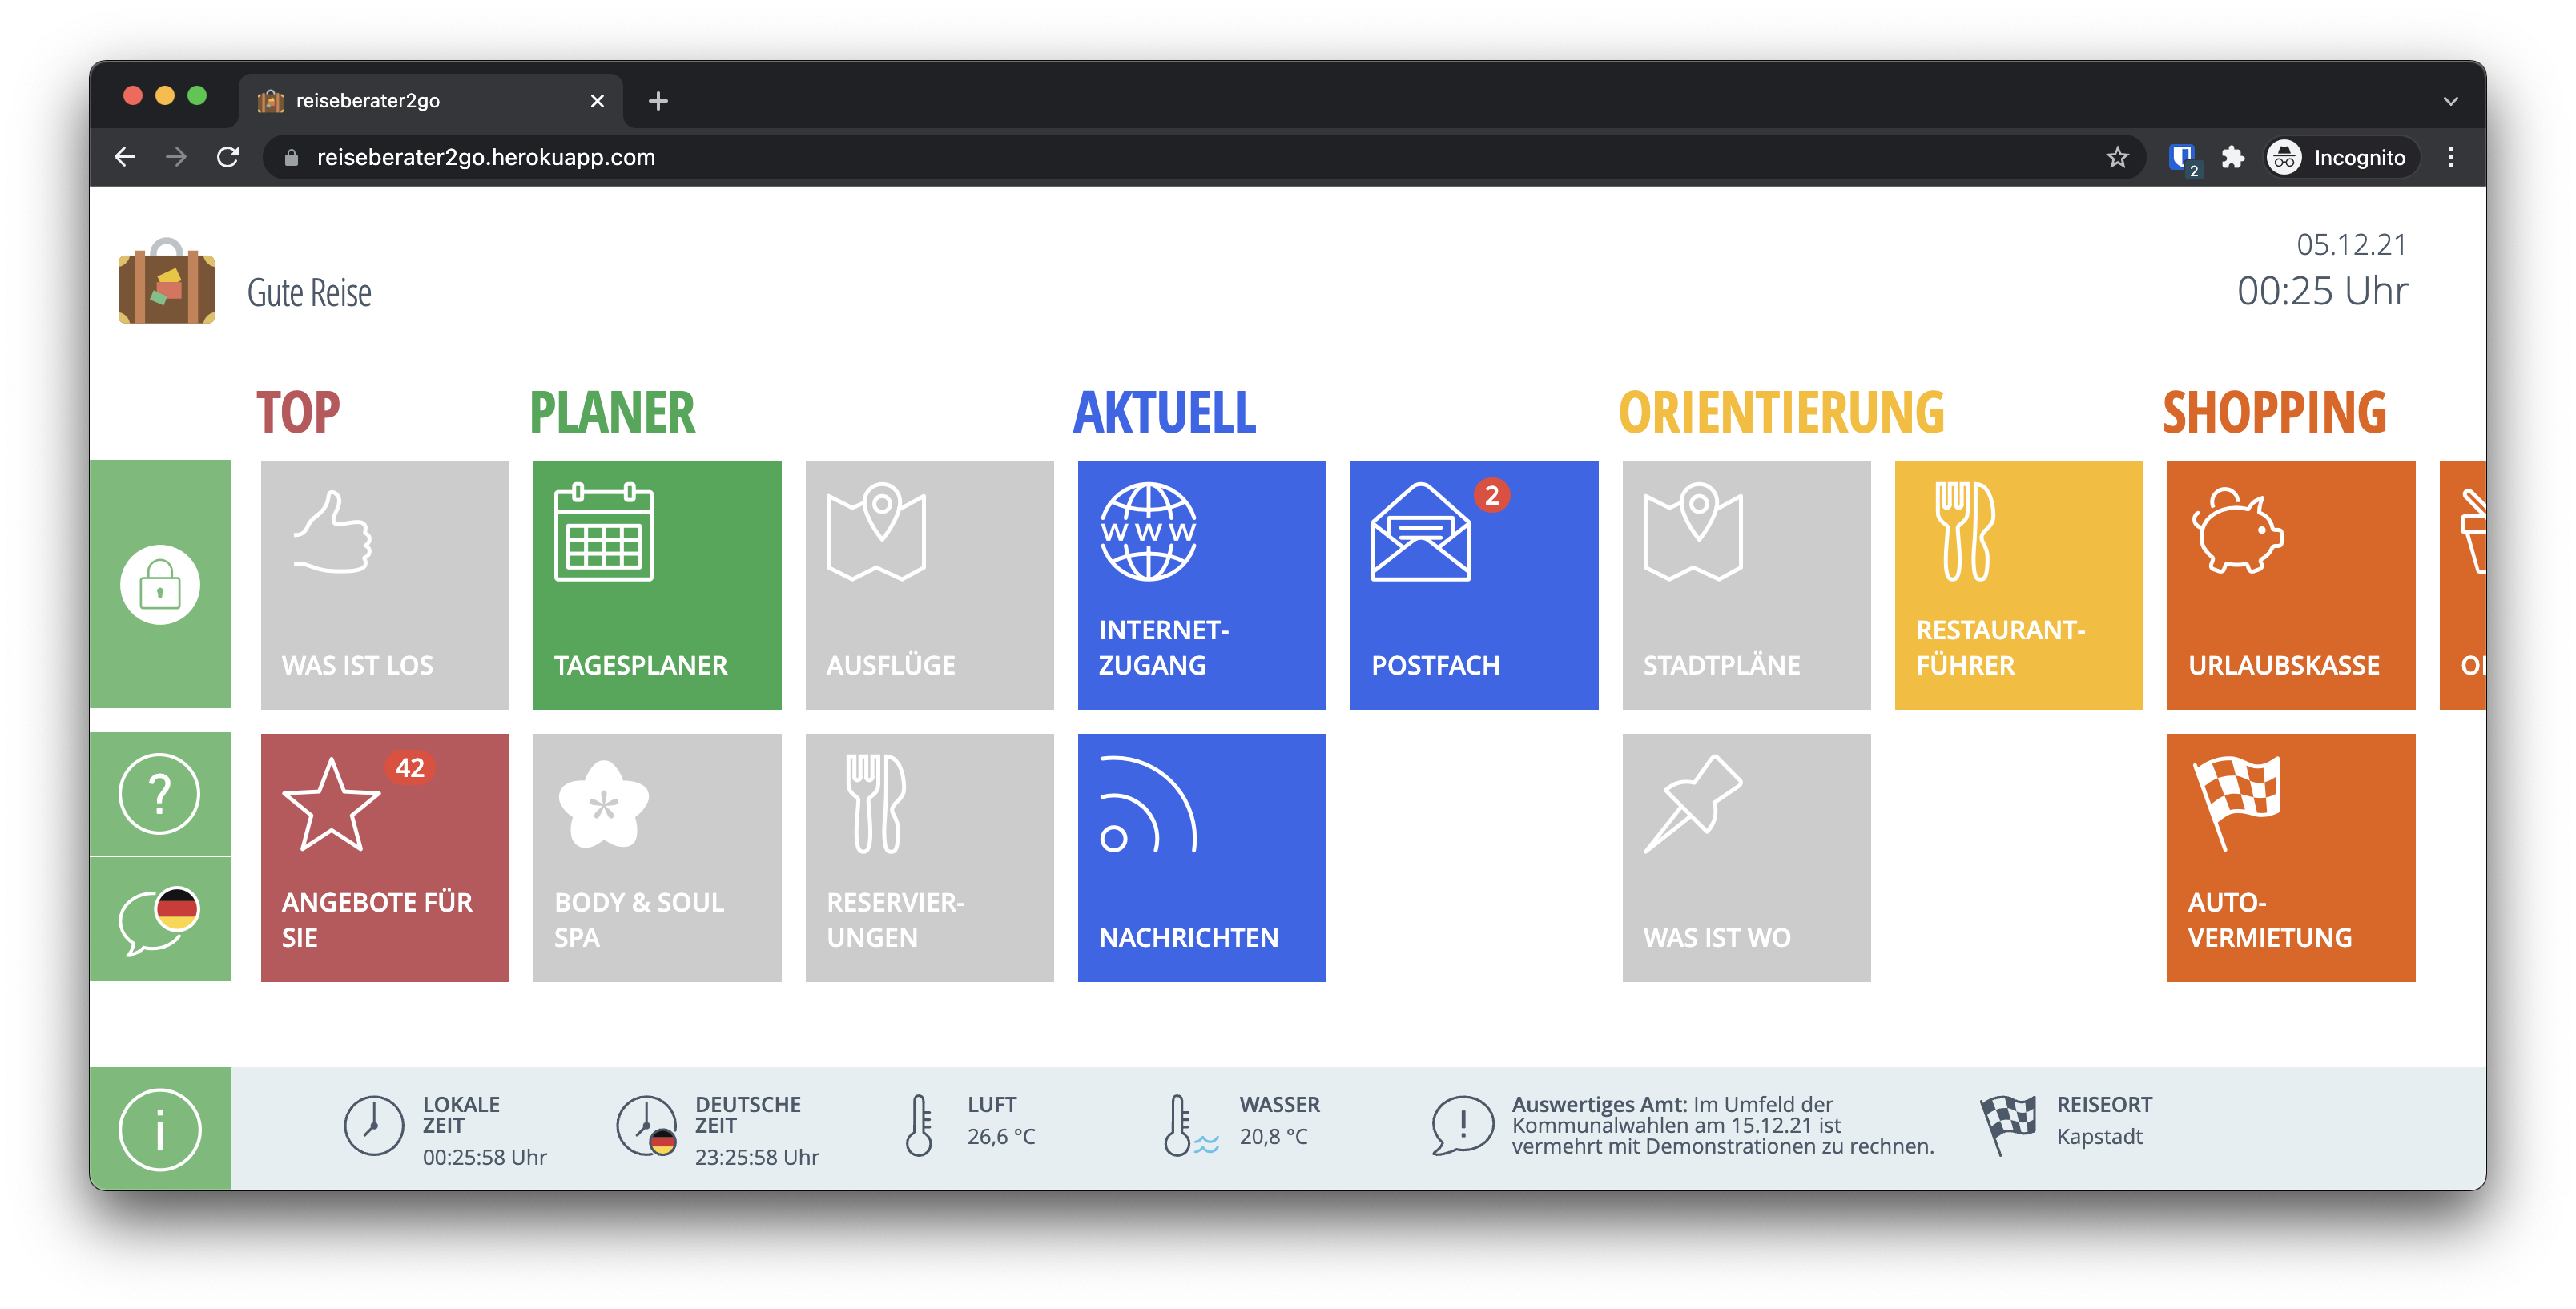 reiseberater2go
reiseberater2go.herokuapp.com
2
Incognito
Gute Reise
05.12.21
00:25 Uhr
TOP
PLANER
AKTUELL
ORIENTIERUNG
SHOPPING
WAS IST LOS
TAGESPLANER
AUSFLÜGE
WWW
INTERNET-
ZUGANG
2
POSTFACH
STADTPLÄNE
RESTAURANT-
FÜHRER
URLAUBSKASSE
?
42
ANGEBOTE FÜR
SIE
BODY & SOUL
SPA
RESERVIER-
UNGEN
NACHRICHTEN
WAS IST WO
AUTO-
VERMIETUNG
i
LOKALE
ZEIT
00:25:58 Uhr
DEUTSCHE
ZEIT
23:25:58 Uhr
LUFT
26,6 °C
WASSER
20,8 °C
!
Auswertiges Amt: Im Umfeld der
Kommunalwahlen am 15.12.21 ist
vermehrt mit Demonstrationen zu rechnen.
REISEORT
Kapstadt